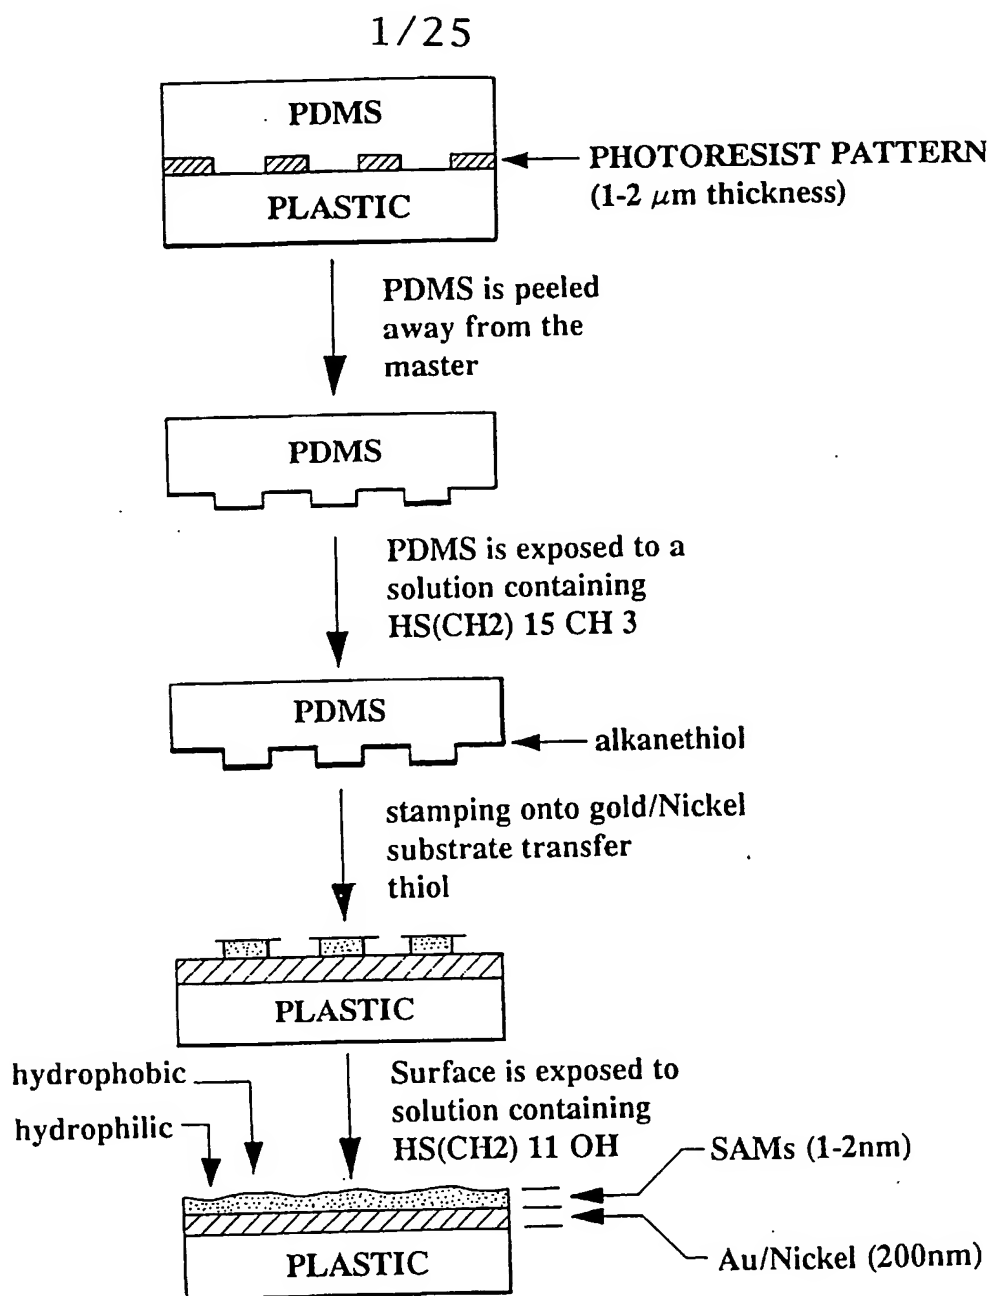 1/25
PDMS
PHOTORESIST PATTERN
(1-2 μm thickness)
PLASTIC
PDMS is peeled
away from the
master
PDMS
PDMS is exposed to a
solution containing
HS(CH2) 15 CH 3
PDMS
alkanethiol
stamping onto gold/Nickel
substrate transfer
thiol
PLASTIC
hydrophobic
hydrophilic
Surface is exposed to
solution containing
HS(CH2) 11 OH
SAMs (1-2nm)
Au/Nickel (200nm)
PLASTIC